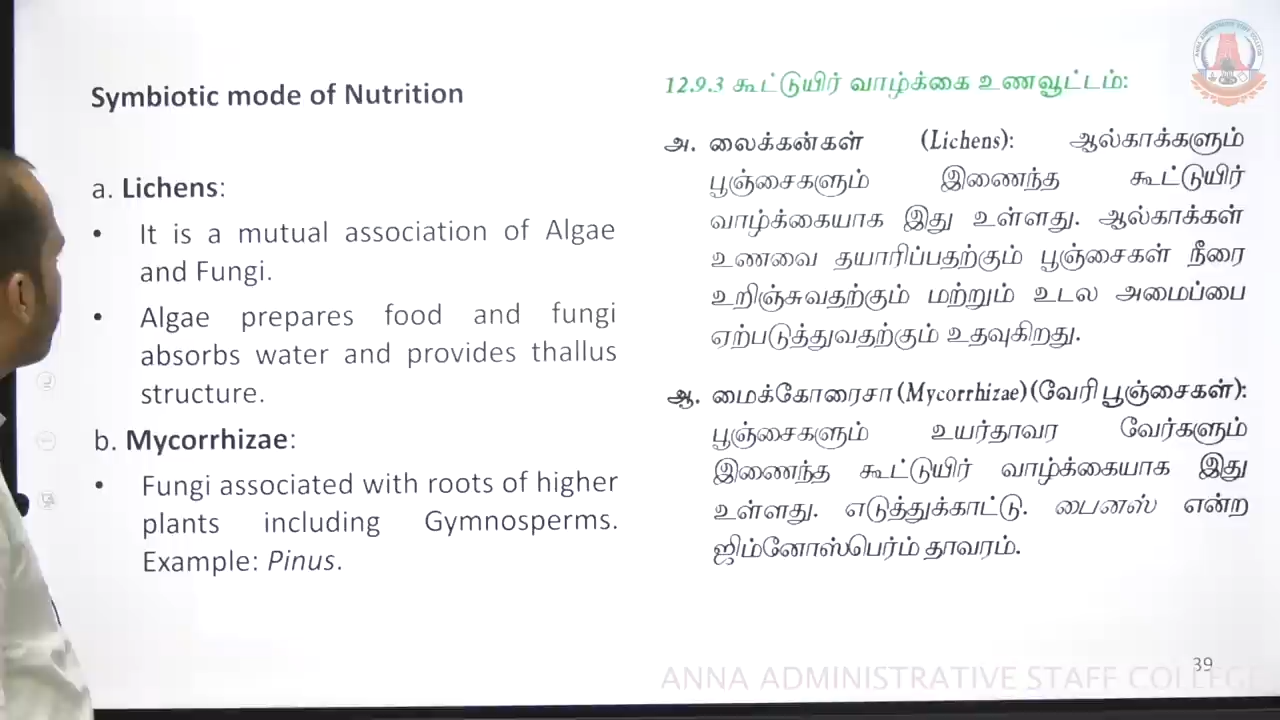 Symbiotic mode of Nutrition
a. Lichens:
• It is a mutual association of Algae
and Fungi.
• Algae prepares food and fungi
absorbs water and provides thallus
structure.
b. Mycorrhizae:
• Fungi associated with roots of higher
plants including Gymnosperms.
Example: Pinus.
12.9.3 கூட்டுயிர் வாழ்க்கை உணவூட்டம்:
அ. லைக்கன்கள் (Lichens): ஆல்காக்களும்
பூஞ்சைகளும் இணைந்த கூட்டுயிர்
வாழ்க்கையாக இது உள்ளது. ஆல்காக்கள்
உணவை தயாரிப்பதற்கும் பூஞ்சைகள் நீரை
உறிஞ்சுவதற்கும் மற்றும் உடல அமைப்பை
ஏற்படுத்துவதற்கும் உதவுகிறது.
ஆ. மைக்கோரைசா (Mycorrhizae) (வேரி பூஞ்சைகள்):
பூஞ்சைகளும் உயர்தாவர வேர்களும்
இணைந்த கூட்டுயிர் வாழ்க்கையாக இது
உள்ளது. எடுத்துக்காட்டு. பைனஸ் என்ற
ஜிம்னோஸ்பெர்ம் தாவரம்.
39
ANNA ADMINISTRATIVE STAFF COLLEGE